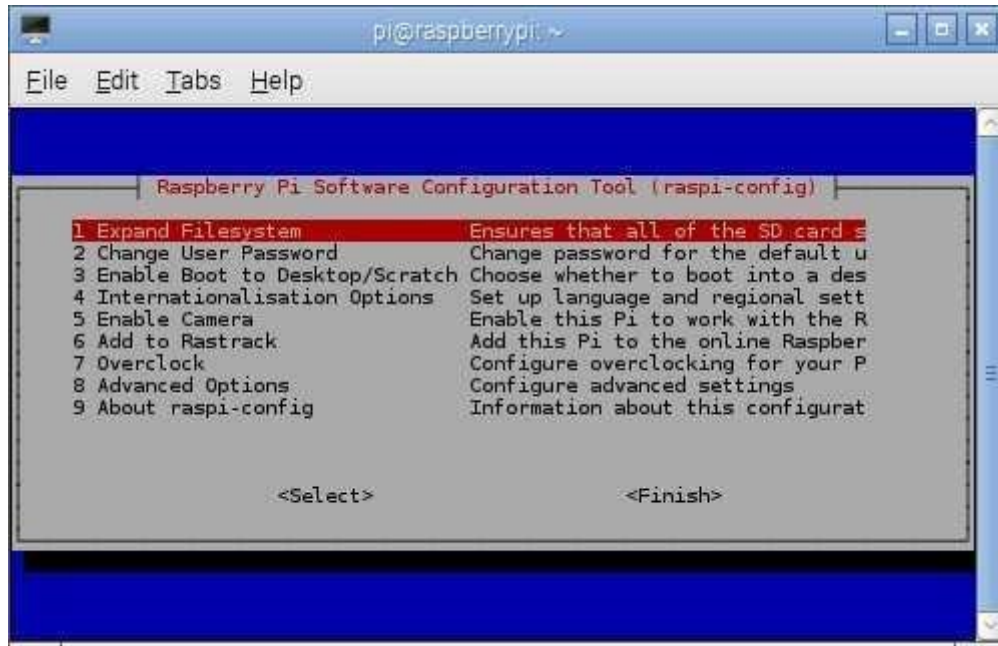 pi@raspberrypi: ~
File Edit Tabs Help
Raspberry Pi Software Configuration Tool (raspi-config)
1 Expand Filesystem Ensures that all of the SD card s
2 Change User Password Change password for the default u
3 Enable Boot to Desktop/Scratch Choose whether to boot into a des
4 Internationalisation Options Set up language and regional sett
5 Enable Camera Enable this Pi to work with the R
6 Add to Rastrack Add this Pi to the online Raspber
7 Overclock Configure overclocking for your P
8 Advanced Options Configure advanced settings
9 About raspi-config Information about this configurat
<Select> <Finish>